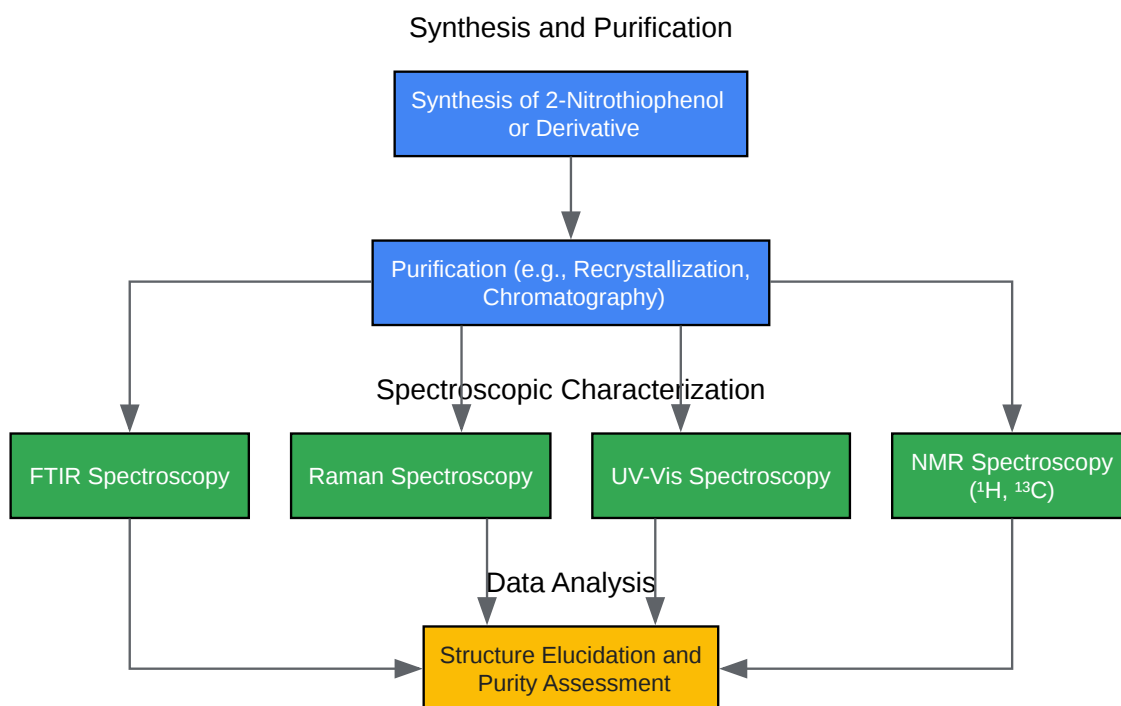 Synthesis and Purification
Synthesis of 2-Nitrothiophenol
or Derivative
Purification (e.g., Recrystallization,
Chromatography)
Spectroscopic Characterization
FTIR Spectroscopy
Raman Spectroscopy
UV-Vis Spectroscopy
NMR Spectroscopy
(¹H, ¹³C)
Data Analysis
Structure Elucidation and
Purity Assessment